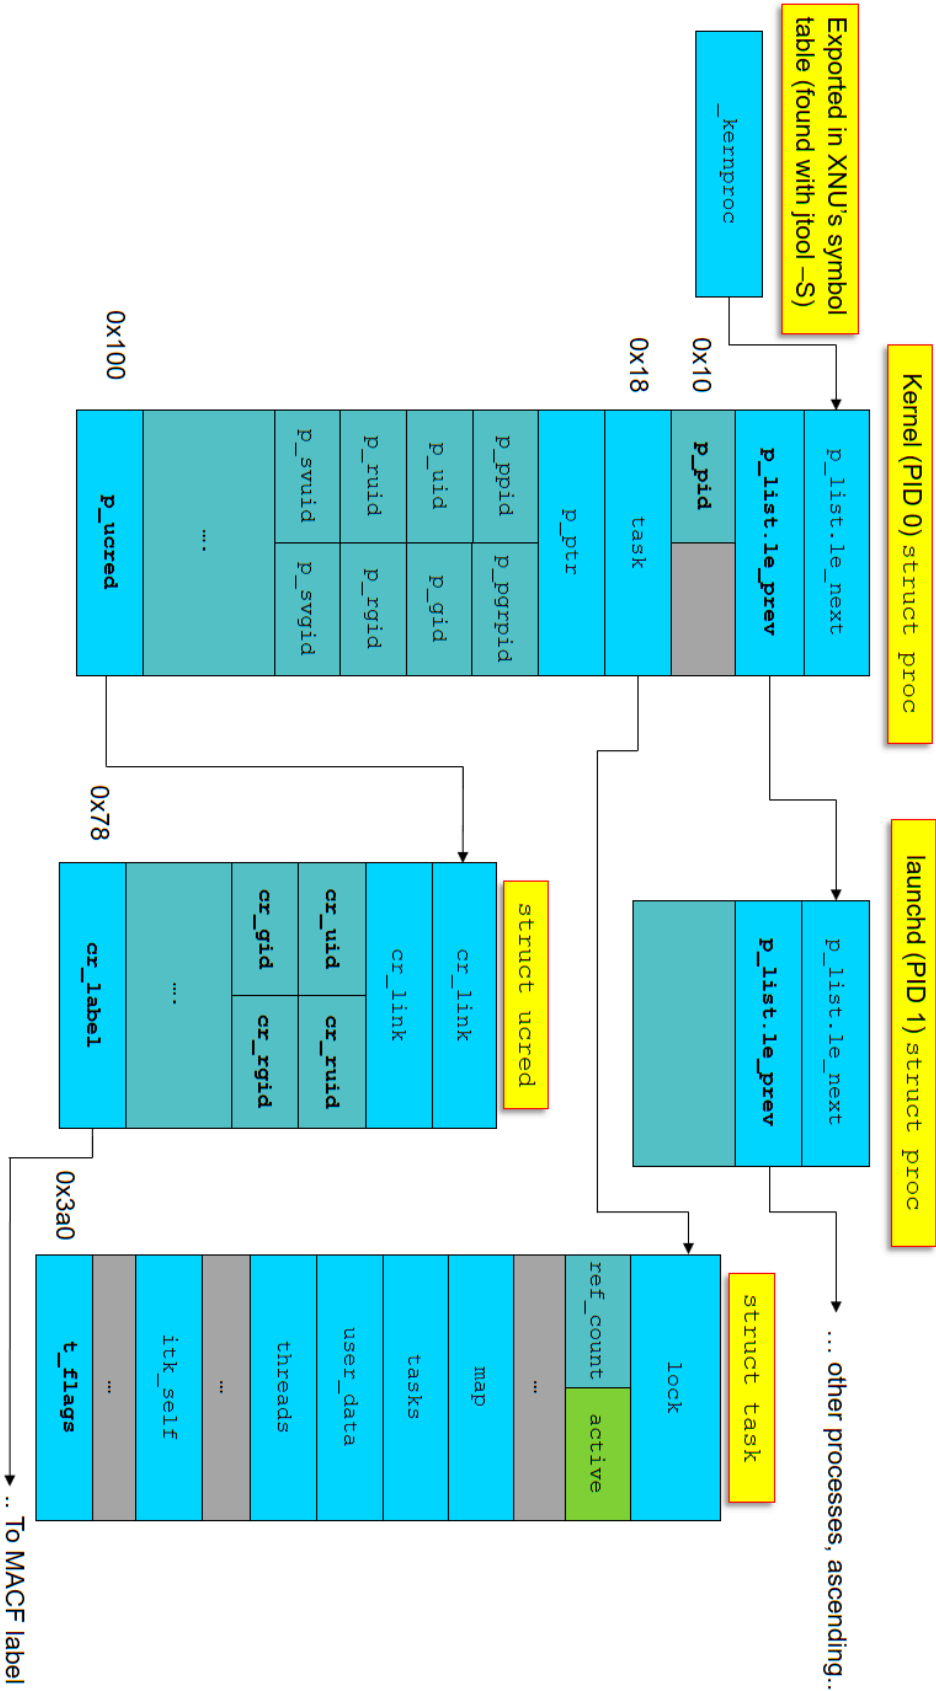 Exported in XNU's symbol
table (found with jtool –S)
_kernproc
Kernel (PID 0) struct proc
p_list.le_next
p_list.le_prev
0x10
p_pid
0x18
task
p_ptr
p_ppid p_pgrpid
p_uid p_gid
p_ruid p_rgid
p_svuid p_svgid
....
0x100
p_ucred
launchd (PID 1) struct proc
p_list.le_next
p_list.le_prev
... other processes, ascending..
struct ucred
cr_link
cr_link
cr_uid cr_ruid
cr_gid cr_rgid
....
0x78
cr_label
.. To MACF label
struct task
lock
ref_count active
...
map
tasks
user_data
threads
...
itk_self
...
0x3a0
t_flags